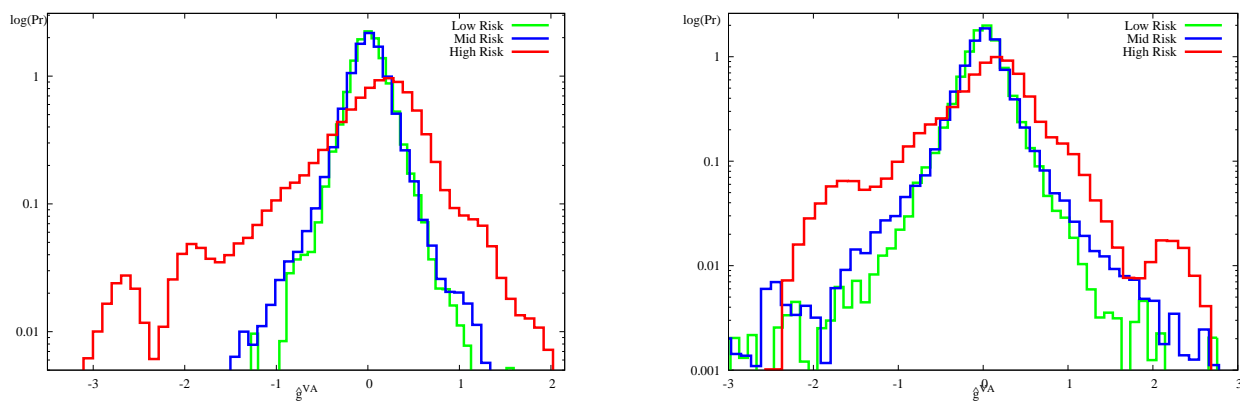 log(Pr)
Low Risk
Mid Risk
High Risk
1
0.1
0.01
-3
-2
-1
0
1
2
ĝVA
log(Pr)
Low Risk
Mid Risk
High Risk
1
0.1
0.01
0.001
-3
-2
-1
0
1
2
3
ĝVA